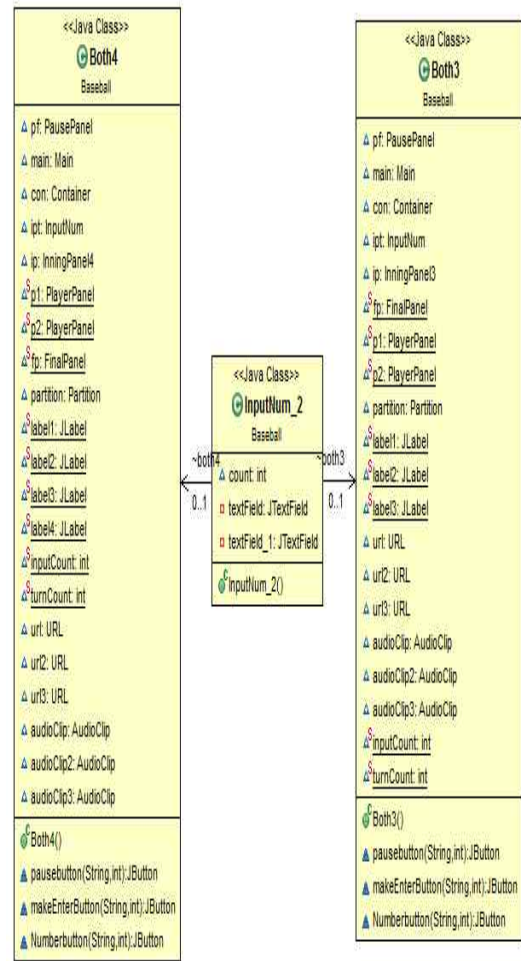 <<Java Class>>
Both4
Baseball
pf: PausePanel
main: Main
con: Container
ipt: InputNum
ip: InningPanel4
p1: PlayerPanel
p2: PlayerPanel
fp: FinalPanel
partition: Partition
label1: JLabel
label2: JLabel
label3: JLabel
label4: JLabel
inputCount: int
turnCount: int
url: URL
url2: URL
url3: URL
audioClip: AudioClip
audioClip2: AudioClip
audioClip3: AudioClip
Both4()
pausebutton(String,int):JButton
makeEnterButton(String,int):JButton
Numberbutton(String,int):JButton
~both4
0..1
<<Java Class>>
InputNum_2
Baseball
count: int
textField: JTextField
textField_1: JTextField
InputNum_2()
~both3
0..1
<<Java Class>>
Both3
Baseball
pf: PausePanel
main: Main
con: Container
ipt: InputNum
ip: InningPanel3
fp: FinalPanel
p1: PlayerPanel
p2: PlayerPanel
partition: Partition
label1: JLabel
label2: JLabel
label3: JLabel
url: URL
url2: URL
url3: URL
audioClip: AudioClip
audioClip2: AudioClip
audioClip3: AudioClip
inputCount: int
turnCount: int
Both3()
pausebutton(String,int):JButton
makeEnterButton(String,int):JButton
Numberbutton(String,int):JButton